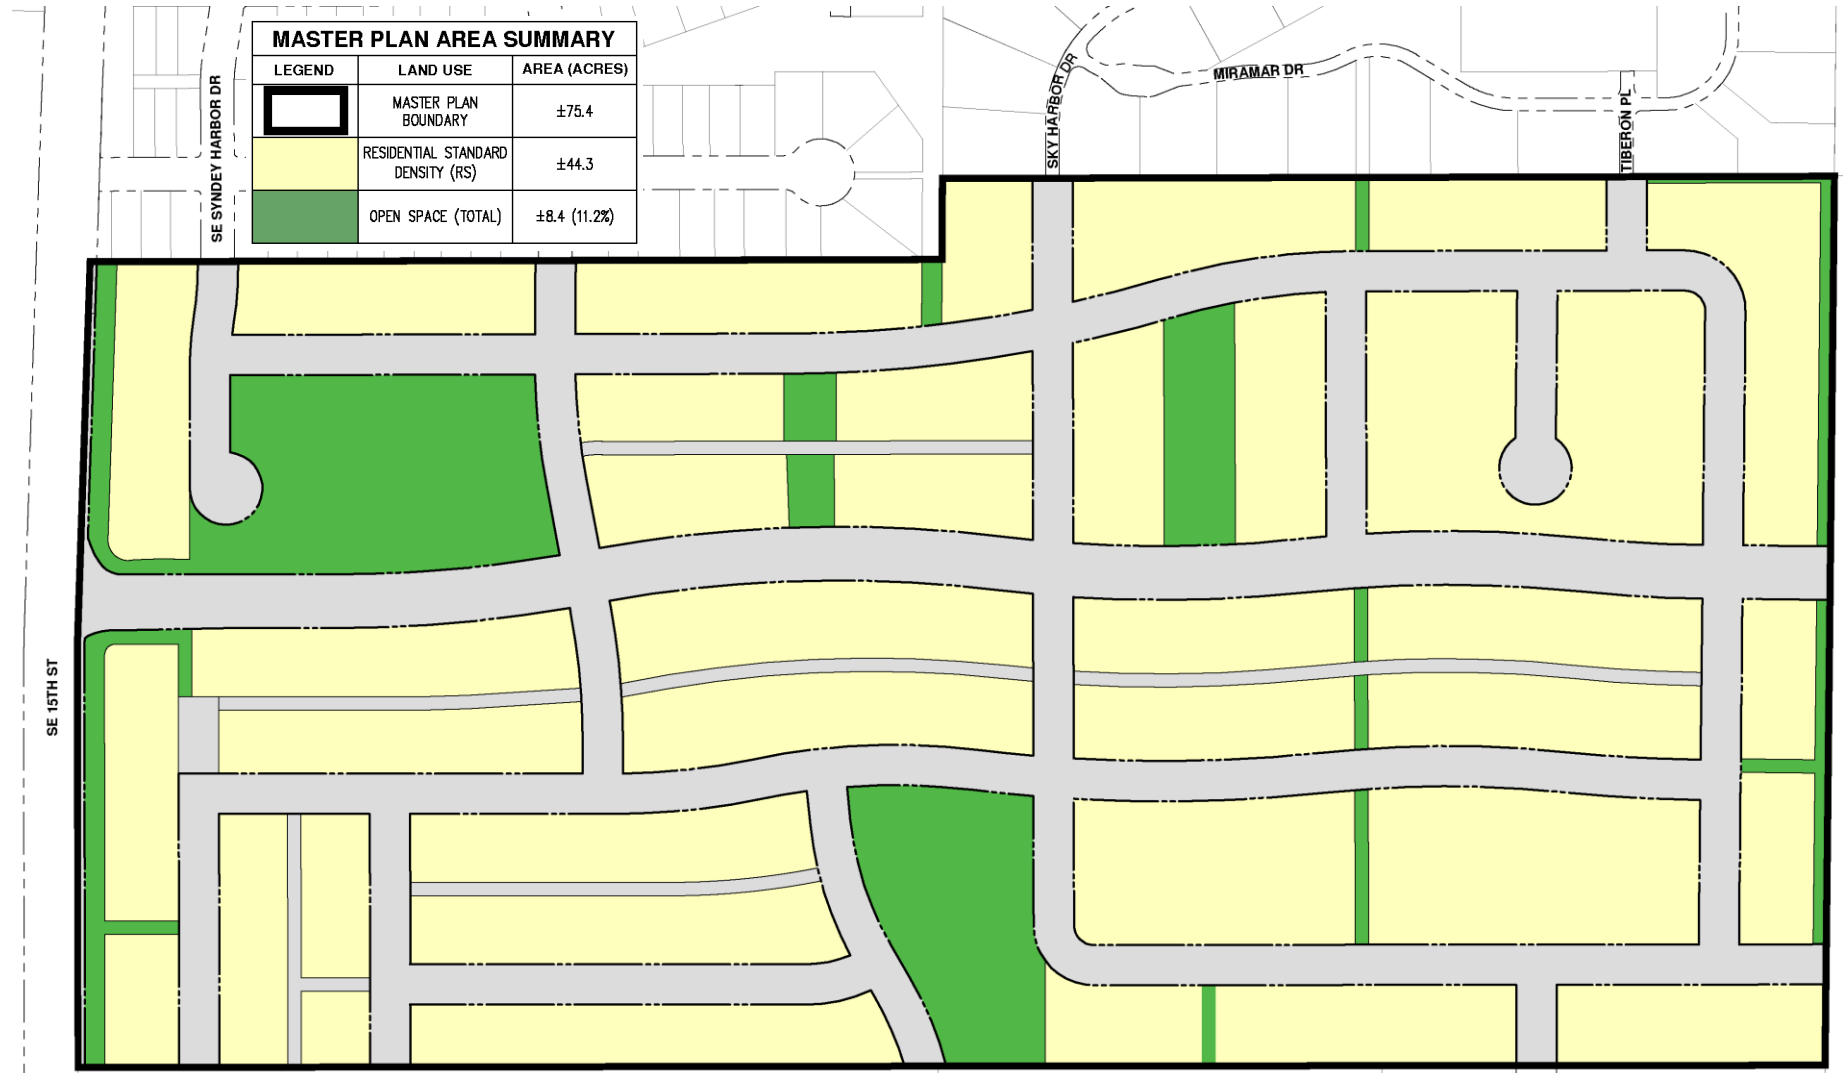 MASTER PLAN AREA SUMMARY
LEGEND LAND USE AREA (ACRES)
MASTER PLAN
BOUNDARY
±75.4
RESIDENTIAL STANDARD
DENSITY (RS)
±44.3
OPEN SPACE (TOTAL) ±8.4 (11.2%)
SE SYNDEY HARBOR DR
SKY HARBOR DR
MIRAMAR DR
TIBERON PL
SE 15TH ST